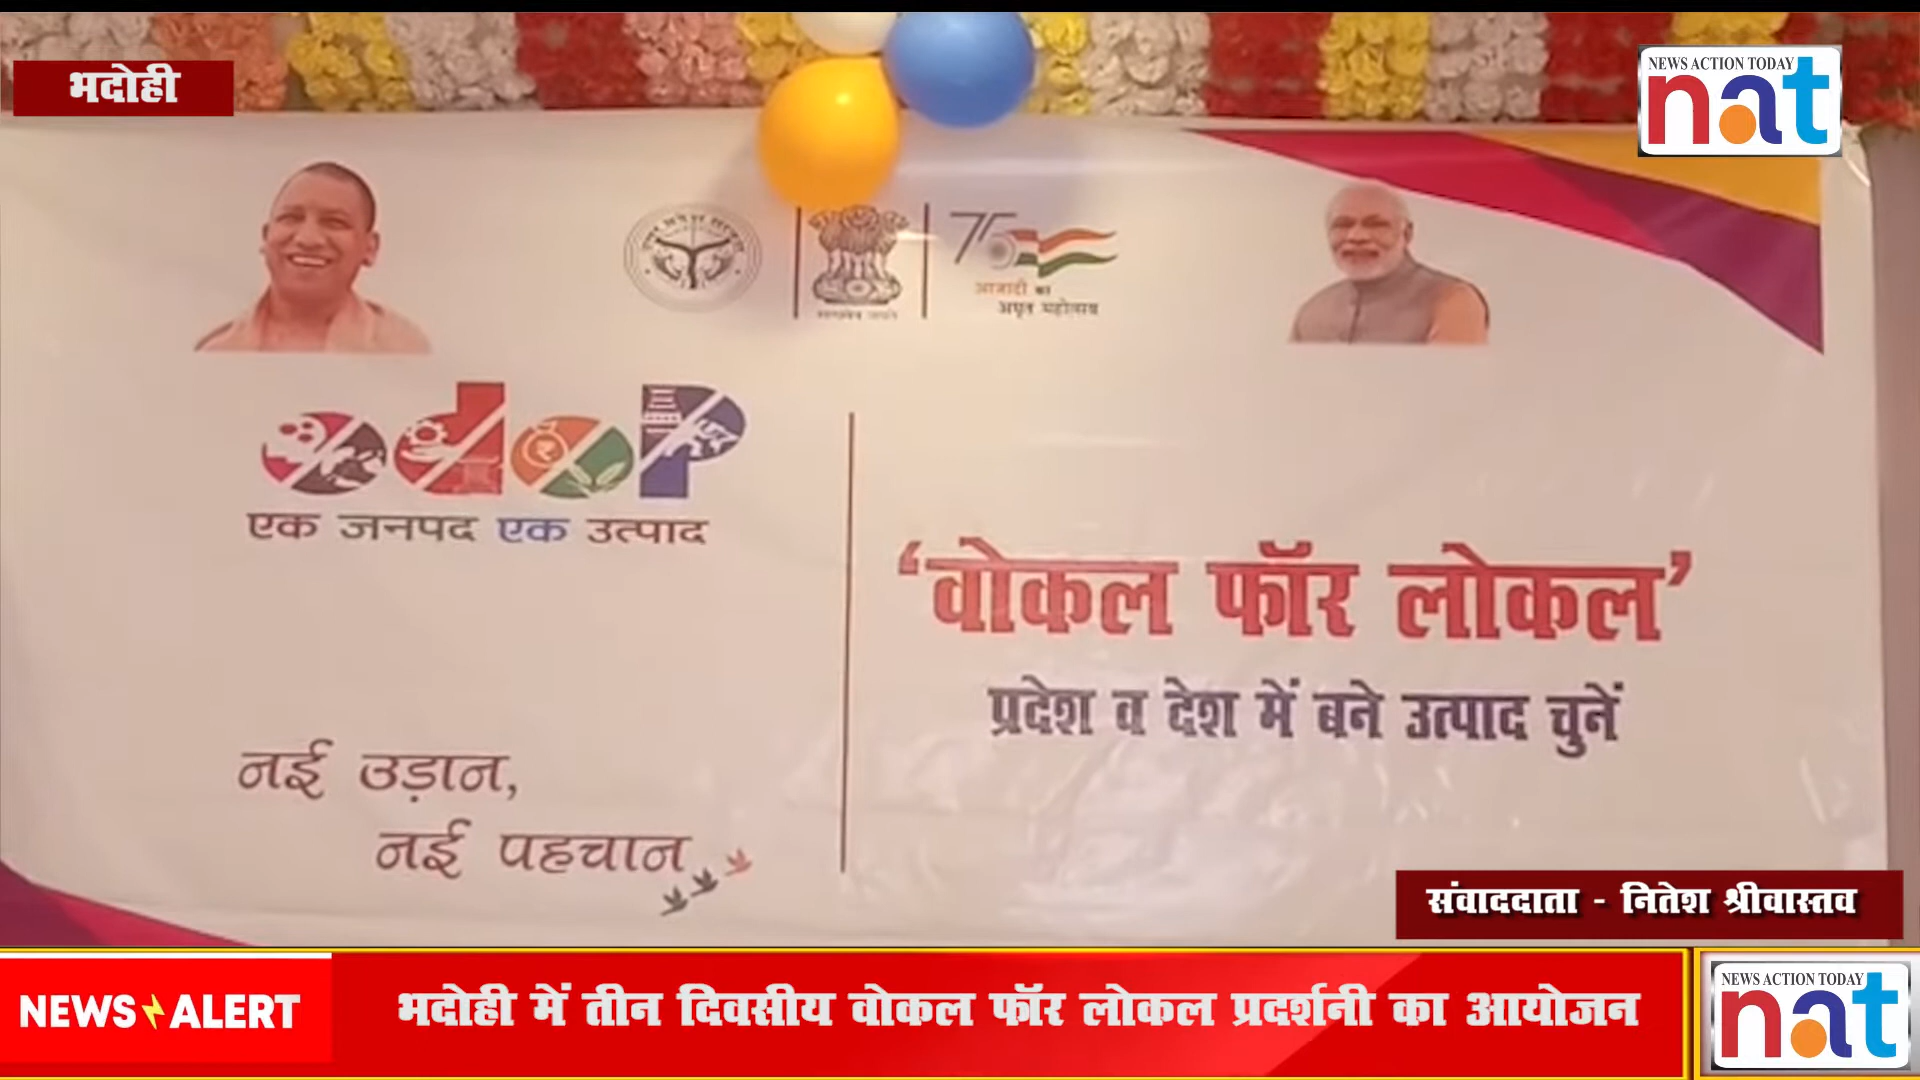 भदोही
NEWS ACTION TODAY
nat
75
आजादी का
अमृत महोत्सव
odop
एक जनपद एक उत्पाद
‘वोकल फॉर लोकल’
प्रदेश व देश में बने उत्पाद चुनें
नई उड़ान,
नई पहचान
संवाददाता - नितेश श्रीवास्तव
NEWS ALERT
भदोही में तीन दिवसीय वोकल फॉर लोकल प्रदर्शनी का आयोजन
NEWS ACTION TODAY
nat